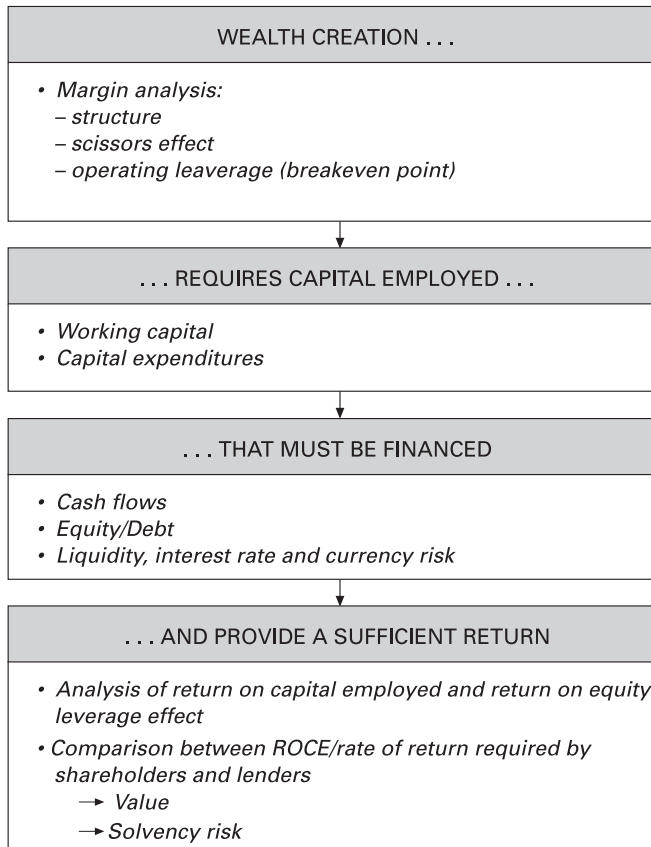 WEALTH CREATION . . .
• Margin analysis:
– structure
– scissors effect
– operating leaverage (breakeven point)
. . . REQUIRES CAPITAL EMPLOYED . . .
• Working capital
• Capital expenditures
. . . THAT MUST BE FINANCED
• Cash flows
• Equity/Debt
• Liquidity, interest rate and currency risk
. . . AND PROVIDE A SUFFICIENT RETURN
• Analysis of return on capital employed and return on equity
leverage effect
• Comparison between ROCE/rate of return required by
shareholders and lenders
→ Value
→ Solvency risk